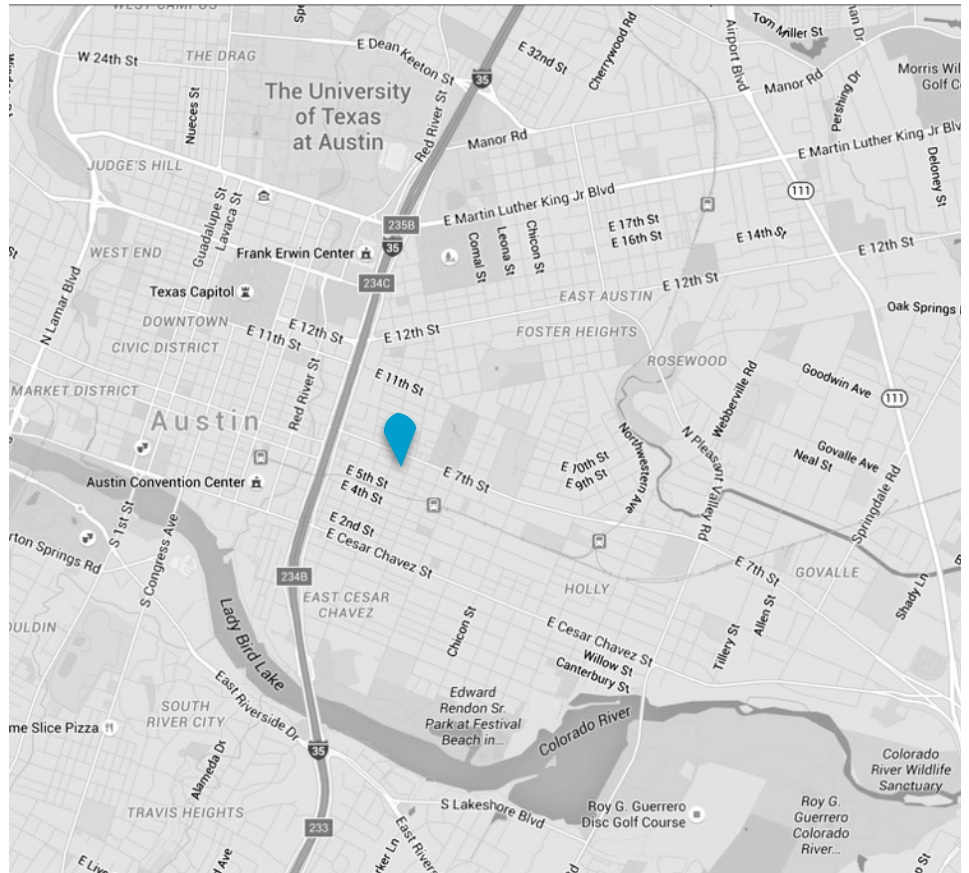 WEST CAMPUS
W 24th St
THE DRAG
Nueces St
E Dean Keeton St
35
E 32nd St
Cherrywood Rd
Airport Blvd
Tom Miller St
Manor Rd
Pershing Dr
Morris Wil
Golf Co
The University
of Texas
at Austin
Red River St
Manor Rd
E Martin Luther King Jr Blvd
Deloney St
JUDGE'S HILL
111
Guadalupe St
Lavaca St
235B
E Martin Luther King Jr Blvd
35
Comal St
Leona St
Chicon St
E 17th St
E 16th St
E 14th St
E 12th St
WEST END
Frank Erwin Center
234C
Texas Capitol
E 12th St
EAST AUSTIN
N Lamar Blvd
DOWNTOWN
E 12th St
E 11th St
E 12th St
FOSTER HEIGHTS
Oak Springs
CIVIC DISTRICT
ROSEWOOD
MARKET DISTRICT
Red River St
E 11th St
Webberville Rd
Goodwin Ave
111
Austin
N Pleasant Valley Rd
Northwestern Ave
Govalle Ave
Neal St
E 10th St
E 9th St
Springdale Rd
Austin Convention Center
E 5th St
E 4th St
E 7th St
S 1st St
S Congress Ave
E 2nd St
E Cesar Chavez St
rton Springs Rd
234B
E 7th St
GOVALLE
HOLLY
EAST CESAR
CHAVEZ
Shady Ln
OULDIN
Lady Bird Lake
Chicon St
E Cesar Chavez St
Tillery St
Allen St
Willow St
Canterbury St
SOUTH
RIVER CITY
East Riverside Dr
Edward
Rendon Sr.
Park at Festival
Beach in...
Colorado River
me Slice Pizza
35
Alameda Dr
Colorado
River Wildlife
Sanctuary
TRAVIS HEIGHTS
S Lakeshore Blvd
Roy G. Guerrero
Disc Golf Course
Roy G.
Guerrero
Colorado
River...
233